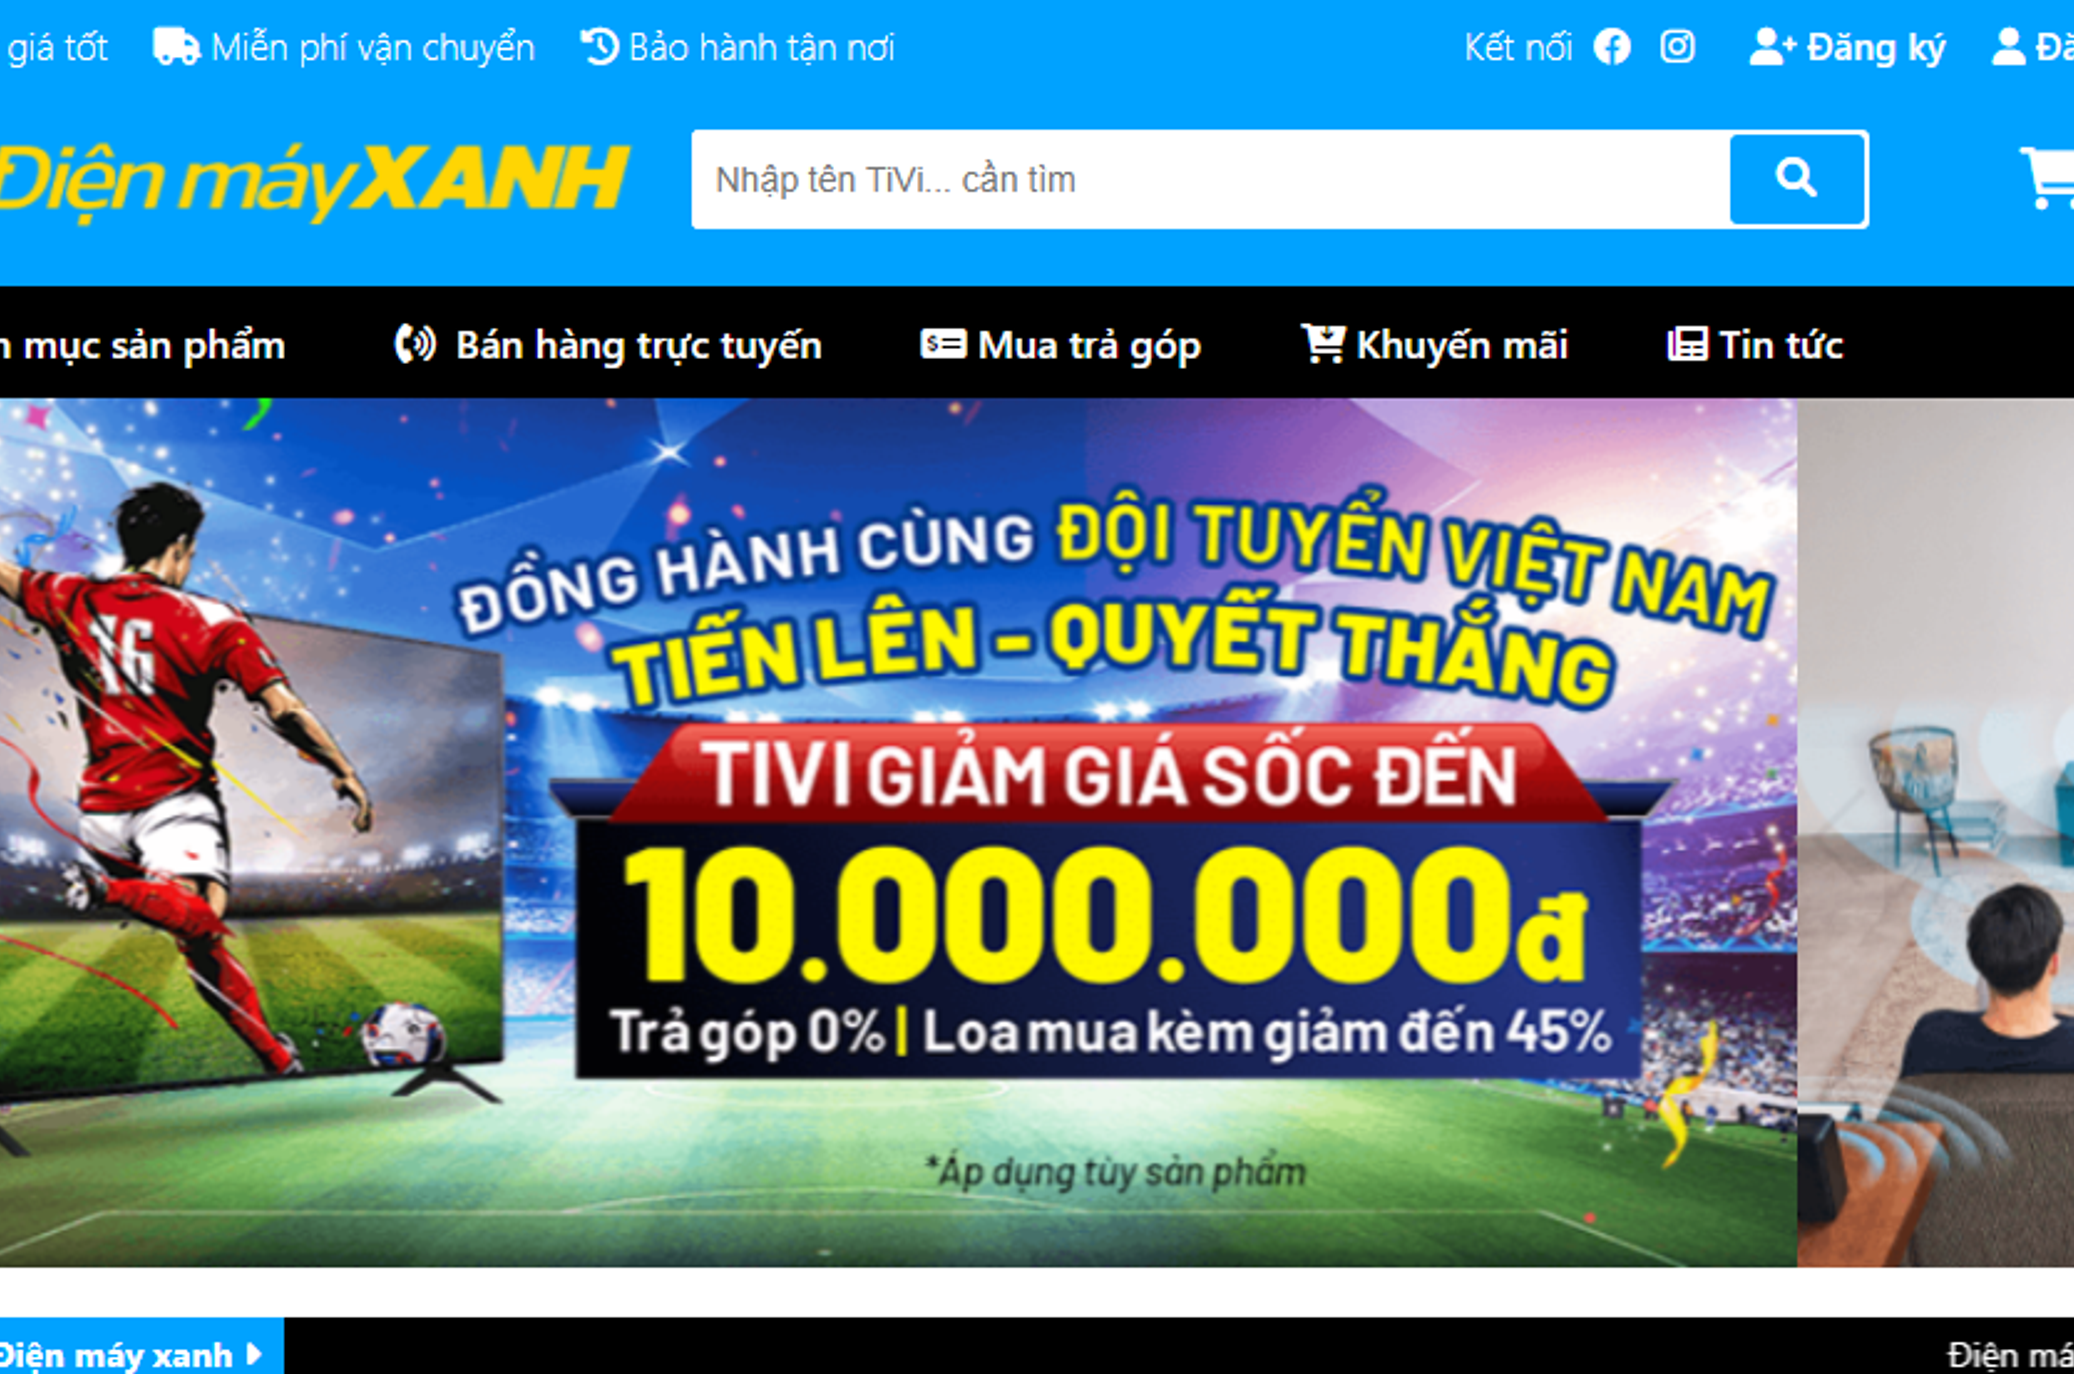 giá tốt Miễn phí vận chuyển Bảo hành tận nơi Kết nối Đăng ký
Điện máy XANH Nhập tên TiVi... cần tìm
mục sản phẩm Bán hàng trực tuyến Mua trả góp Khuyến mãi Tin tức
ĐỒNG HÀNH CÙNG ĐỘI TUYỂN VIỆT NAM
TIẾN LÊN - QUYẾT THẮNG
16
TIVI GIẢM GIÁ SỐC ĐẾN
10.000.000đ
Trả góp 0% | Loa mua kèm giảm đến 45%
*Áp dụng tùy sản phẩm
Điện máy xanh Điện